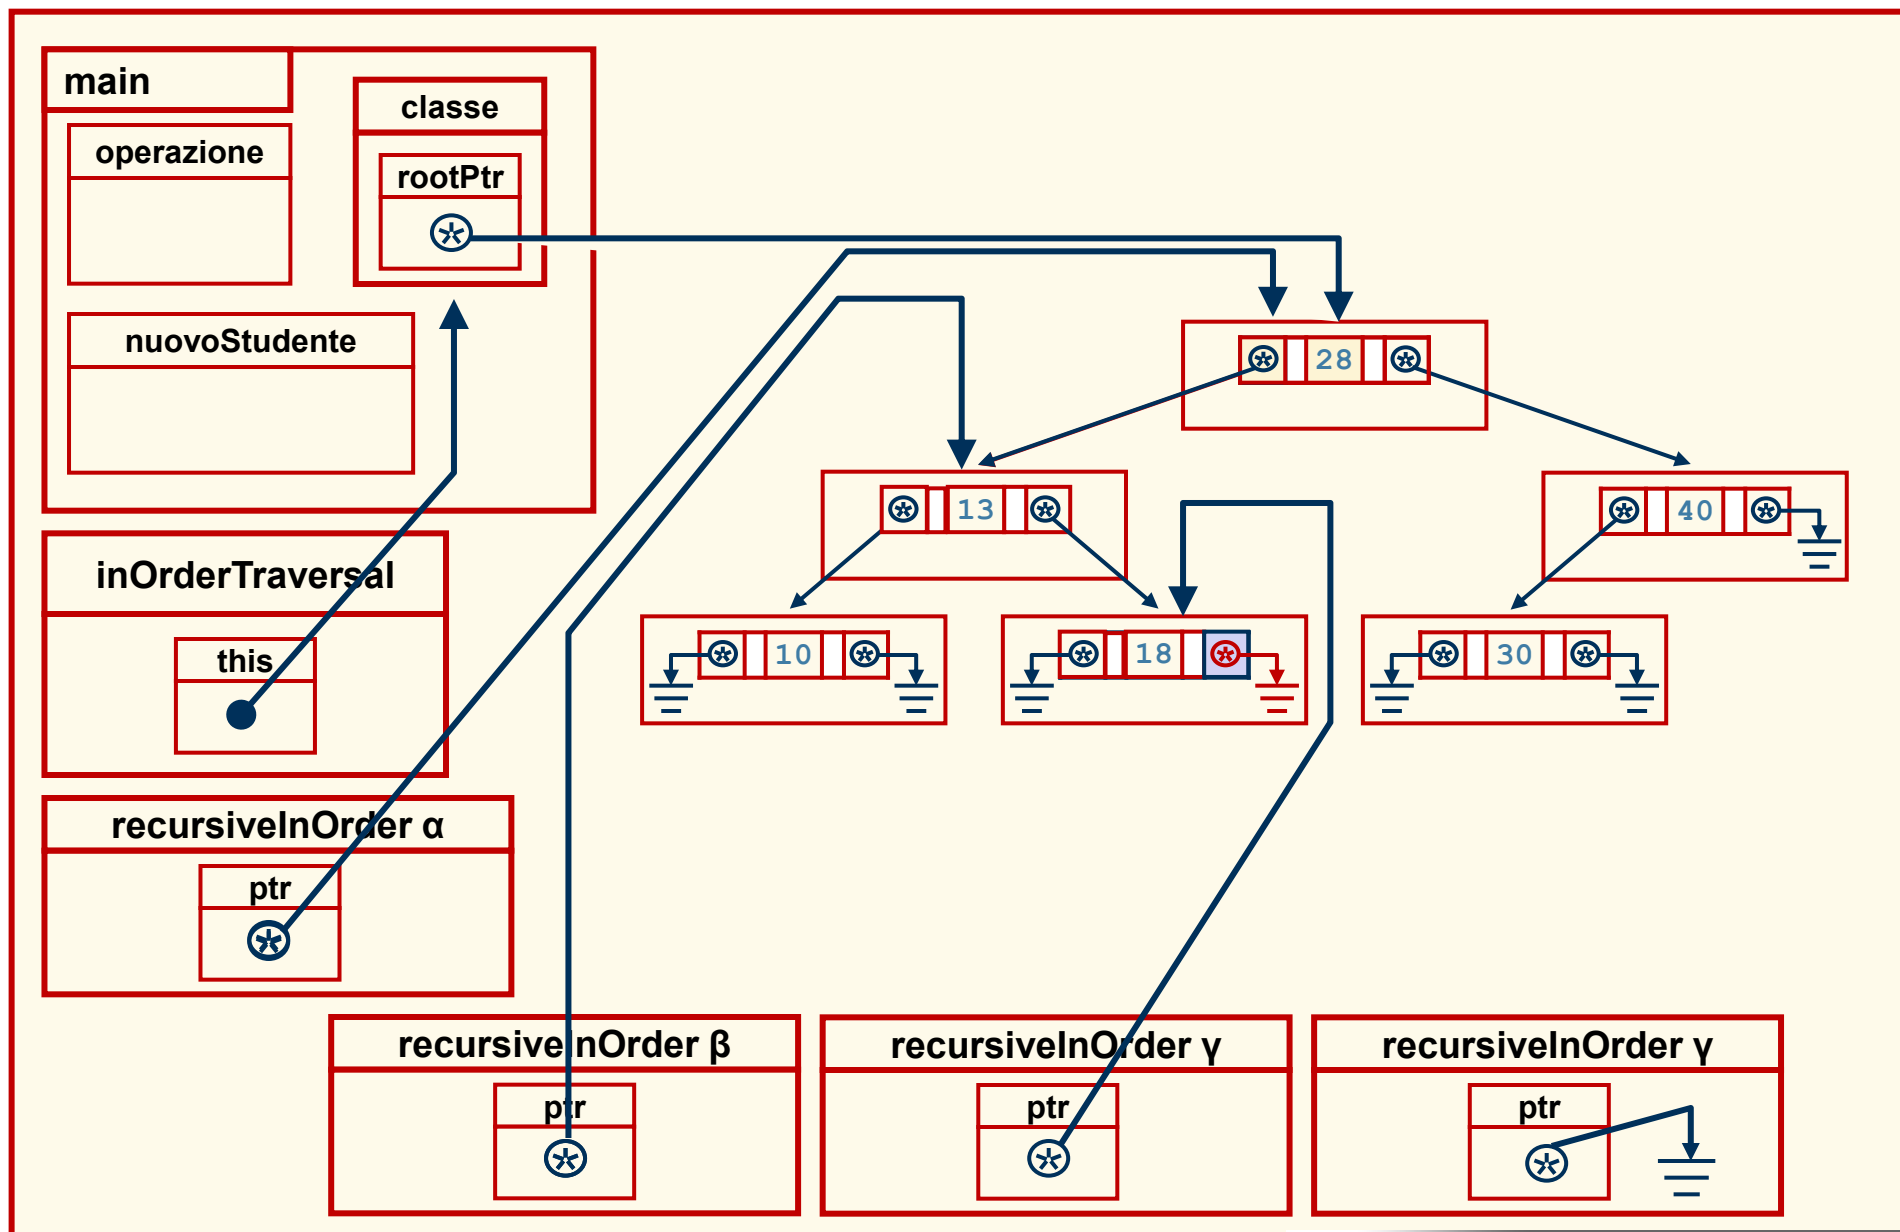 main
classe
operazione
rootPtr
nuovoStudente
28
13
40
inOrderTraversal
this
10
18
30
recursiveInOrder α
ptr
recursiveInOrder β
recursiveInOrder γ
recursiveInOrder γ
ptr
ptr
ptr